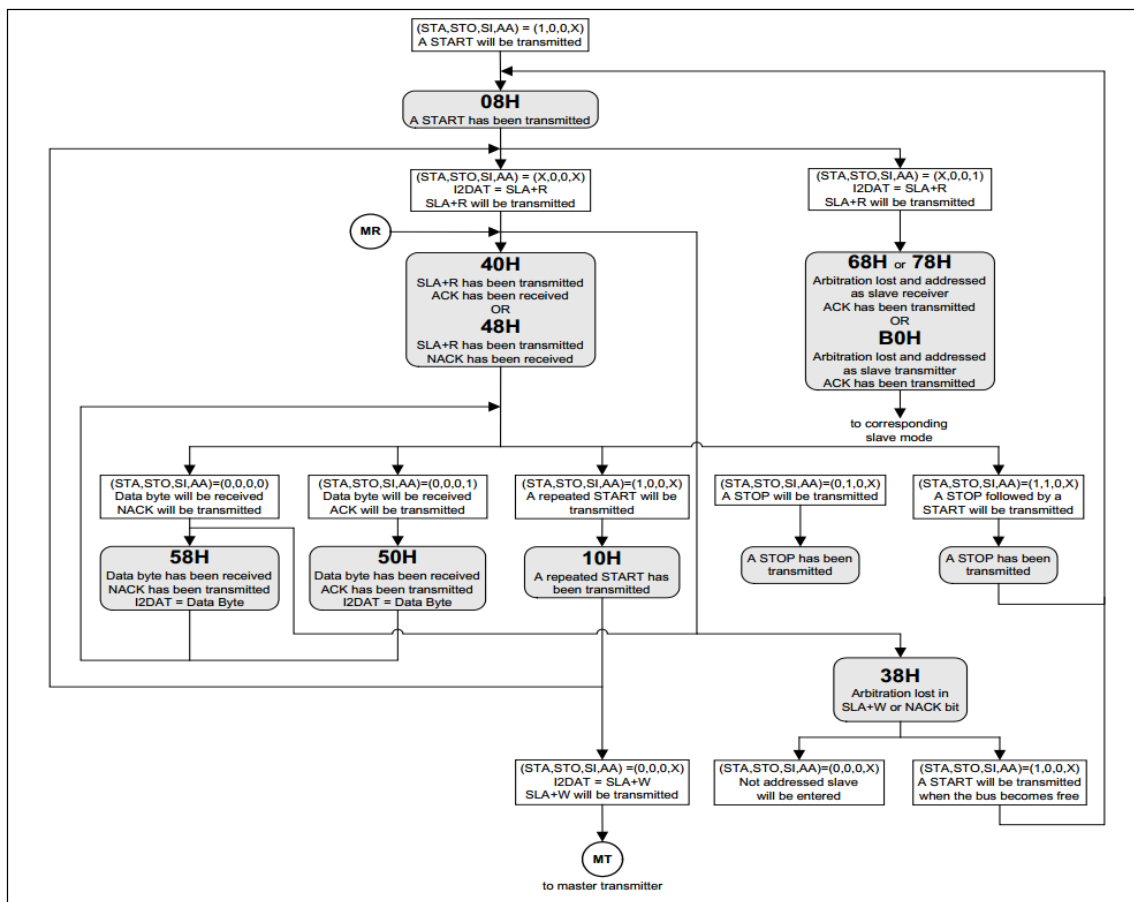 (STA,STO,SI,AA) = (1,0,0,X)
A START will be transmitted
08H
A START has been transmitted
(STA,STO,SI,AA) = (X,0,0,X)
I2DAT = SLA+R
SLA+R will be transmitted
(STA,STO,SI,AA) = (X,0,0,1)
I2DAT = SLA+R
SLA+R will be transmitted
MR
40H
SLA+R has been transmitted
ACK has been received
OR
48H
SLA+R has been transmitted
NACK has been received
68H or 78H
Arbitration lost and addressed
as slave receiver
ACK has been transmitted
OR
B0H
Arbitration lost and addressed
as slave transmitter
ACK has been transmitted
to corresponding
slave mode
(STA,STO,SI,AA)=(0,0,0,0)
Data byte will be received
NACK will be transmitted
(STA,STO,SI,AA)=(0,0,0,1)
Data byte will be received
ACK will be transmitted
(STA,STO,SI,AA)=(1,0,0,X)
A repeated START will be
transmitted
(STA,STO,SI,AA)=(0,1,0,X)
A STOP will be transmitted
(STA,STO,SI,AA)=(1,1,0,X)
A STOP followed by a
START will be transmitted
58H
Data byte has been received
NACK has been transmitted
I2DAT = Data Byte
50H
Data byte has been received
ACK has been transmitted
I2DAT = Data Byte
10H
A repeated START has
been transmitted
A STOP has been
transmitted
A STOP has been
transmitted
38H
Arbitration lost in
SLA+W or NACK bit
(STA,STO,SI,AA) =(0,0,0,X)
I2DAT = SLA+W
SLA+W will be transmitted
(STA,STO,SI,AA)=(0,0,0,X)
Not addressed slave
will be entered
(STA,STO,SI,AA)=(1,0,0,X)
A START will be transmitted
when the bus becomes free
MT
to master transmitter